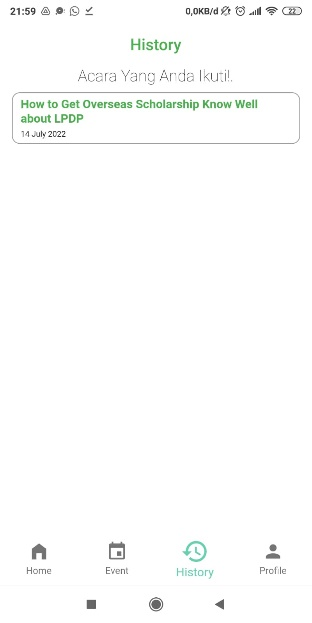 21:59 0,0KB/d 22
History
Acara Yang Anda Ikuti!.
How to Get Overseas Scholarship Know Well
about LPDP
14 July 2022
Home Event History Profile